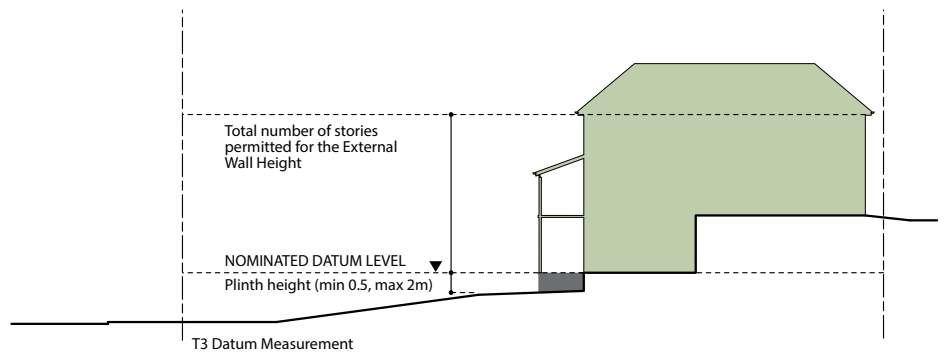 Total number of stories
permitted for the External
Wall Height
NOMINATED DATUM LEVEL
Plinth height (min 0.5, max 2m)
T3 Datum Measurement